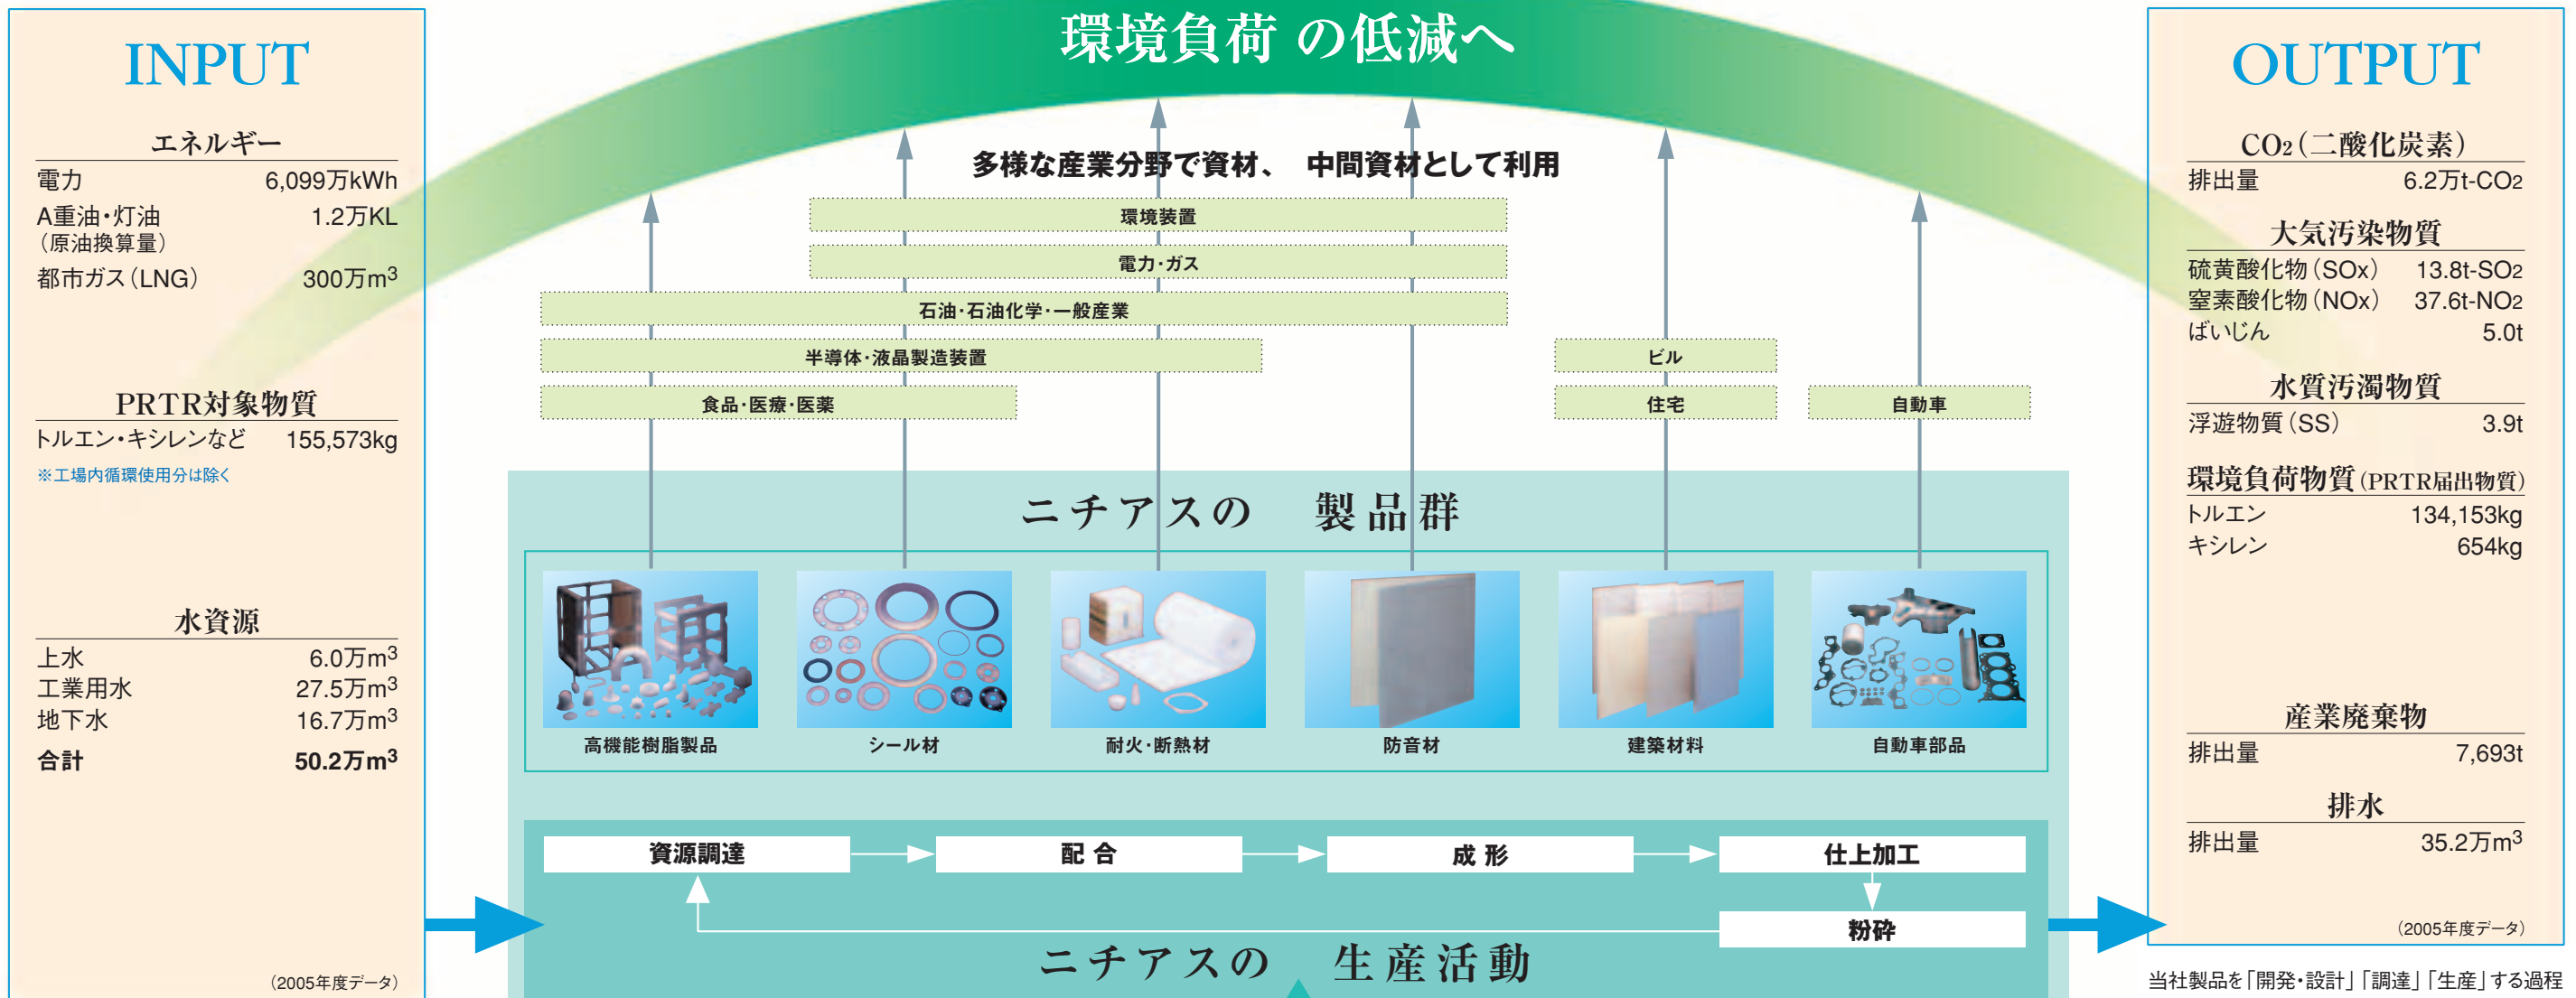 INPUT
エネルギー
電力 6,099万kWh
A重油・灯油 1.2万KL
（原油換算量）
都市ガス（LNG） 300万m3
PRTR対象物質
トルエン・キシレンなど 155,573kg
※工場内循環使用分は除く
水資源
上水 6.0万m3
工業用水 27.5万m3
地下水 16.7万m3
合計 50.2万m3
（2005年度データ）
環境負荷 の低減へ
多様な産業分野で資材、 中間資材として利用
環境装置
電力・ガス
石油・石油化学・一般産業
半導体・液晶製造装置
ビル
食品・医療・医薬
住宅
自動車
ニチアスの 製品群
高機能樹脂製品
シール材
耐火・断熱材
防音材
建築材料
自動車部品
資源調達
配 合
成 形
仕上加工
粉砕
ニチアスの 生産活動
OUTPUT
CO2（二酸化炭素）
排出量 6.2万t-CO2
大気汚染物質
硫黄酸化物（SOx） 13.8t-SO2
窒素酸化物（NOx） 37.6t-NO2
ばいじん 5.0t
水質汚濁物質
浮遊物質（SS） 3.9t
環境負荷物質（PRTR届出物質）
トルエン 134,153kg
キシレン 654kg
産業廃棄物
排出量 7,693t
排水
排出量 35.2万m3
（2005年度データ）
当社製品を「開発・設計」「調達」「生産」する過程